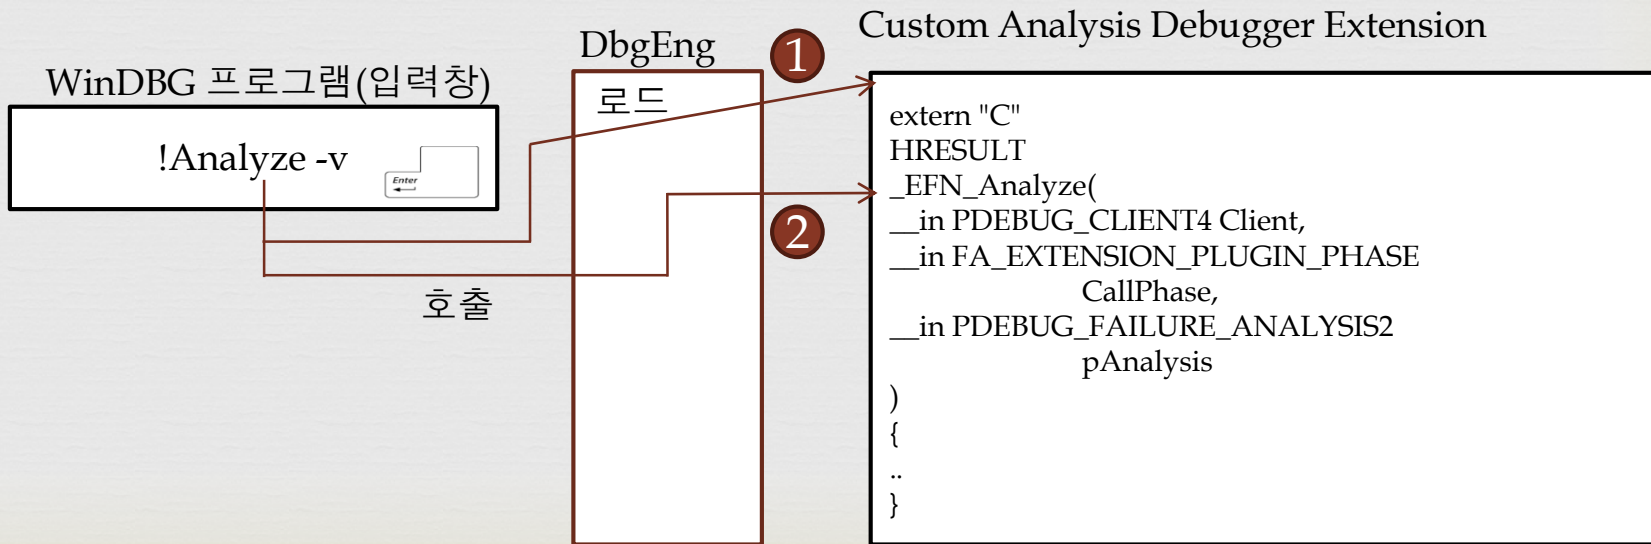 Custom Analysis Debugger Extension
DbgEng
1
WinDBG 프로그램(입력창)
로드
!Analyze -v
Enter
2
호출
extern "C"
HRESULT
_EFN_Analyze(
__in PDEBUG_CLIENT4 Client,
__in FA_EXTENSION_PLUGIN_PHASE
CallPhase,
__in PDEBUG_FAILURE_ANALYSIS2
pAnalysis
)
{
..
}